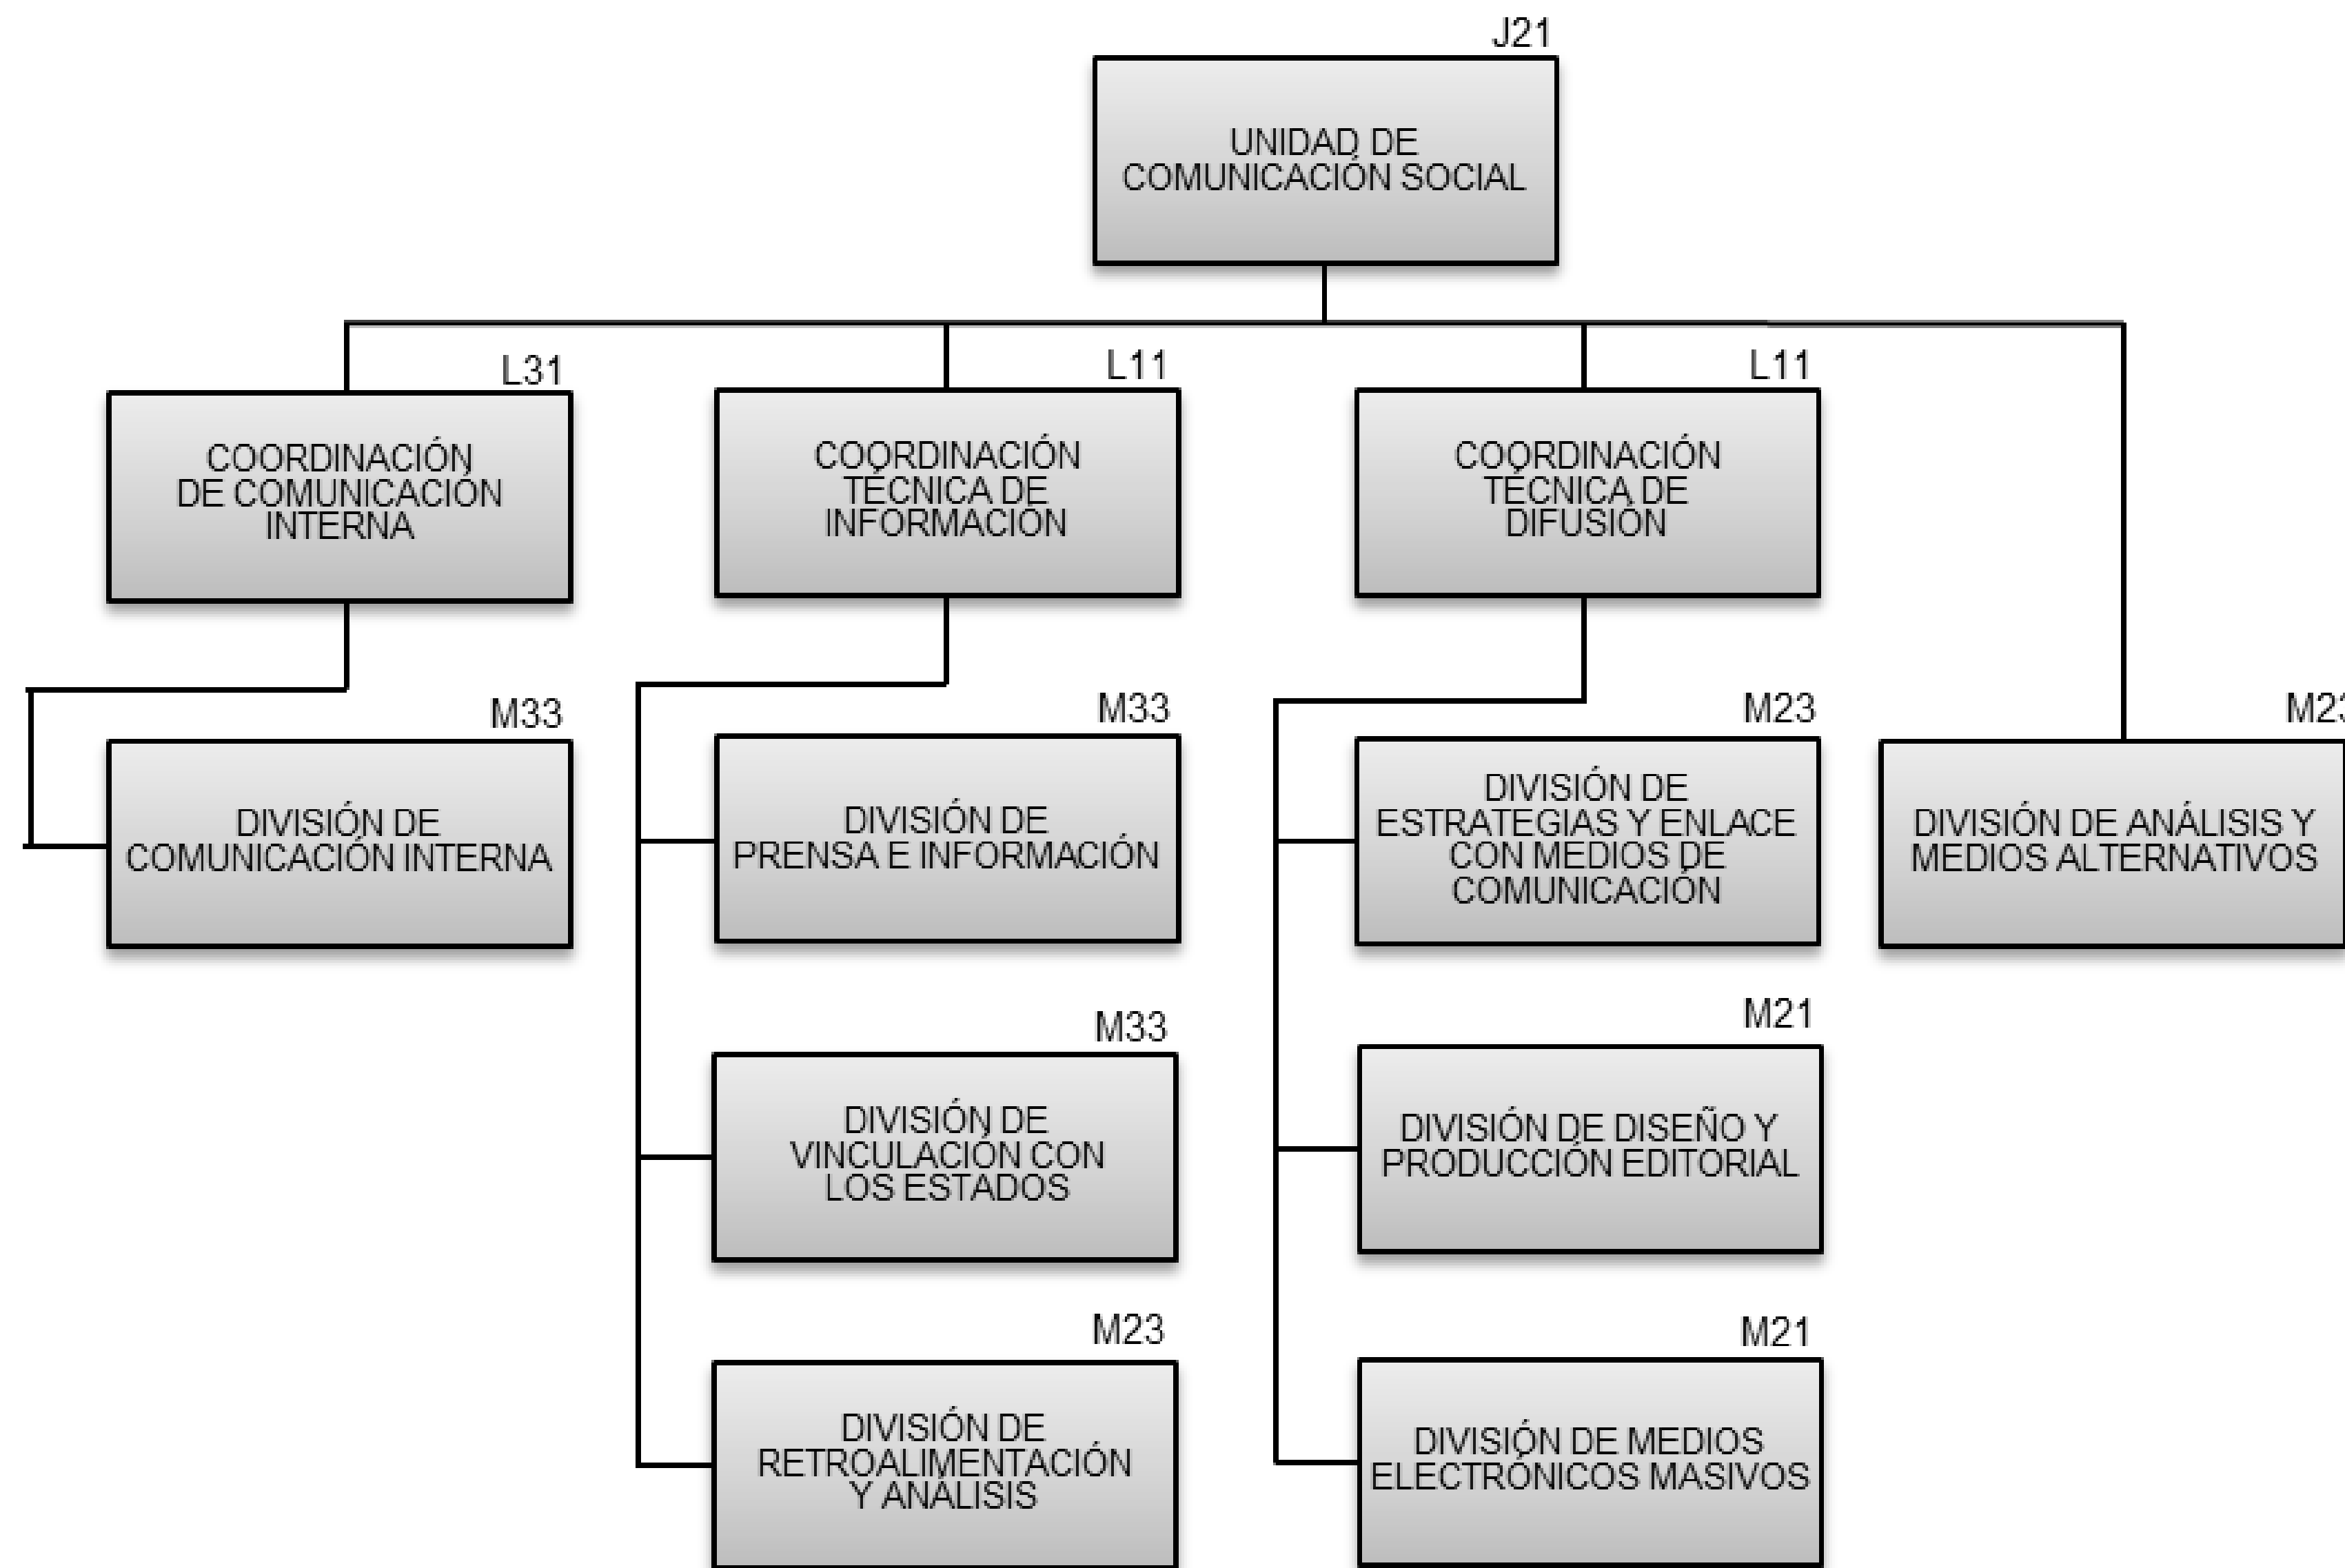 J21
UNIDAD DE
COMUNICACIÓN SOCIAL
L31
COORDINACIÓN
DE COMUNICACIÓN
INTERNA
L11
COORDINACIÓN
TÉCNICA DE
INFORMACIÓN
L11
COORDINACIÓN
TÉCNICA DE
DIFUSIÓN
M33
DIVISIÓN DE
COMUNICACIÓN INTERNA
M33
DIVISIÓN DE
PRENSA E INFORMACIÓN
M23
DIVISIÓN DE
ESTRATEGIAS Y ENLACE
CON MEDIOS DE
COMUNICACIÓN
M23
DIVISIÓN DE ANÁLISIS Y
MEDIOS ALTERNATIVOS
M33
DIVISIÓN DE
VINCULACIÓN CON
LOS ESTADOS
M21
DIVISIÓN DE DISEÑO Y
PRODUCCIÓN EDITORIAL
M23
DIVISIÓN DE
RETROALIMENTACIÓN
Y ANÁLISIS
M21
DIVISIÓN DE MEDIOS
ELECTRÓNICOS MASIVOS